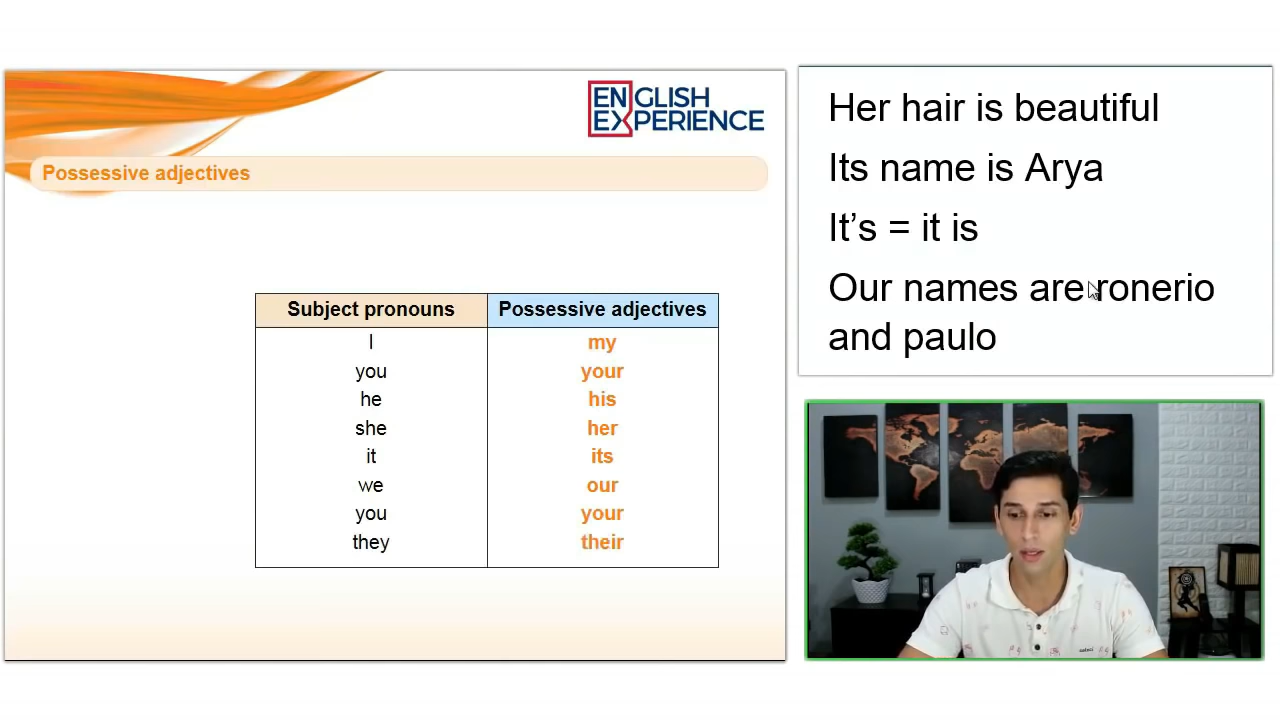 ENGLISH
EXPERIENCE
Possessive adjectives
Subject pronouns Possessive adjectives
I my
you your
he his
she her
it its
we our
you your
they their
Her hair is beautiful
Its name is Arya
It’s = it is
Our names are ronerio
and paulo